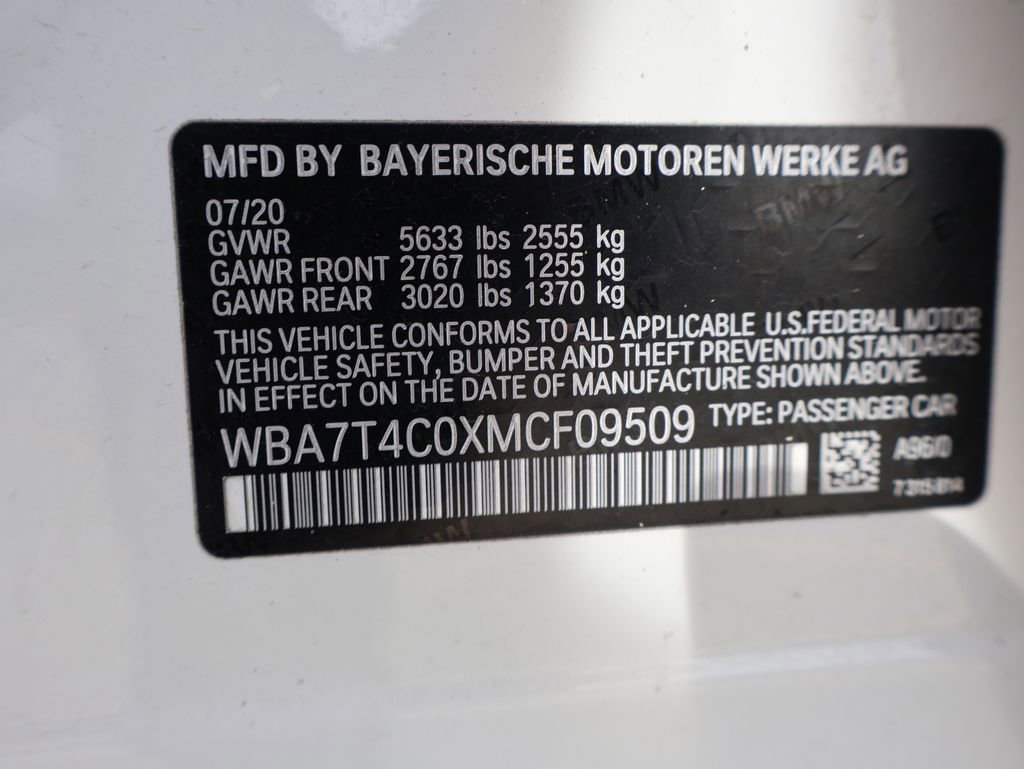 MFD BY BAYERISCHE MOTOREN WERKE AG
07/20
GVWR 5633 lbs 2555 kg
GAWR FRONT 2767 lbs 1255 kg
GAWR REAR 3020 lbs 1370 kg
THIS VEHICLE CONFORMS TO ALL APPLICABLE U.S.FEDERAL MOTOR
VEHICLE SAFETY, BUMPER AND THEFT PREVENTION STANDARDS
IN EFFECT ON THE DATE OF MANUFACTURE SHOWN ABOVE.
WBA7T4C0XMCF09509 TYPE: PASSENGER CAR
A96/0